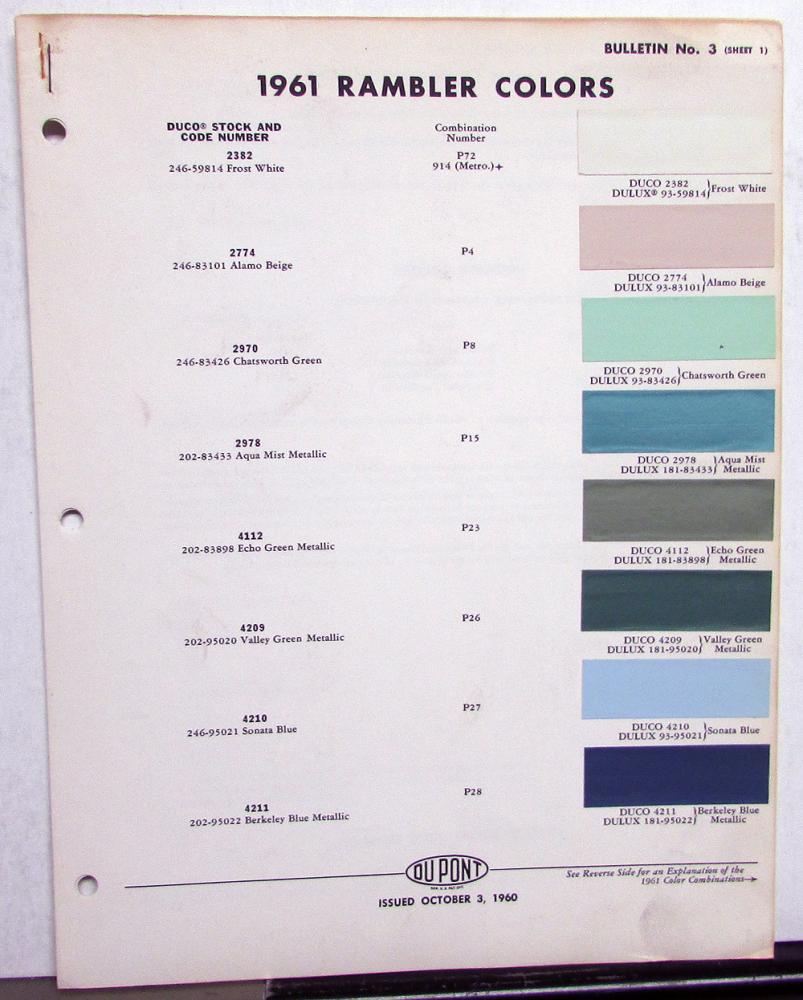 BULLETIN No. 3 (SHEET 1)
1961 RAMBLER COLORS
DUCO® STOCK AND
CODE NUMBER
Combination
Number
2382
246-59814 Frost White
P72
914 (Metro.)+
DUCO 2382
DULUX® 93-59814} Frost White
2774
246-83101 Alamo Beige
P4
DUCO 2774
DULUX 93-83101} Alamo Beige
2970
246-83426 Chatsworth Green
P8
DUCO 2970
DULUX 93-83426} Chatsworth Green
2978
202-83433 Aqua Mist Metallic
P15
DUCO 2978 } Aqua Mist
DULUX 181-83433 Metallic
4112
202-83898 Echo Green Metallic
P23
DUCO 4112 } Echo Green
DULUX 181-83898 Metallic
4209
202-95020 Valley Green Metallic
P26
DUCO 4209 } Valley Green
DULUX 181-95020 Metallic
4210
246-95021 Sonata Blue
P27
DUCO 4210
DULUX 93-95021} Sonata Blue
4211
202-95022 Berkeley Blue Metallic
P28
DUCO 4211 } Berkeley Blue
DULUX 181-95022 Metallic
DU PONT
REG. U.S. PAT. OFF.
ISSUED OCTOBER 3, 1960
See Reverse Side for an Explanation of the
1961 Color Combinations→